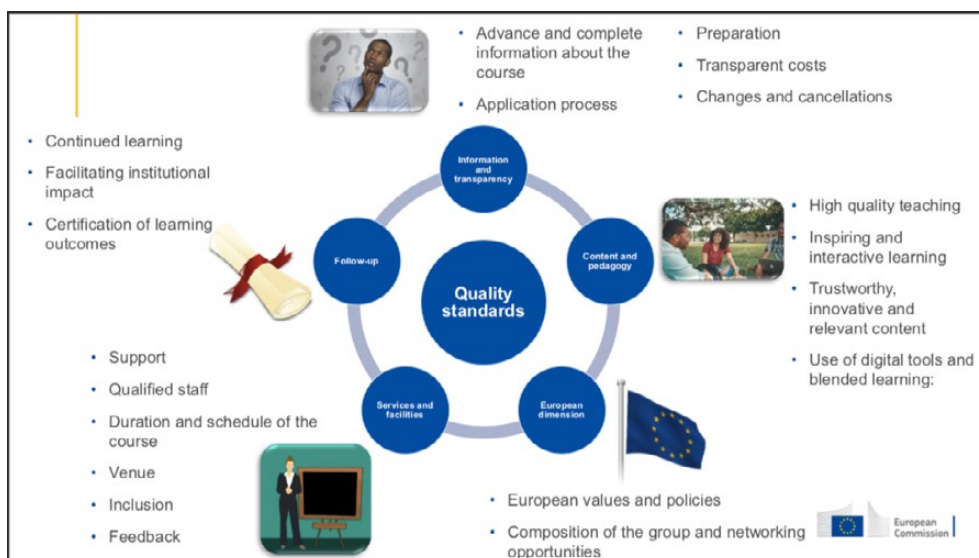 • Advance and complete
information about the
course
• Application process
• Preparation
• Transparent costs
• Changes and cancellations
• Continued learning
• Facilitating institutional
impact
• Certification of learning
outcomes
Information
and
transparency
Follow-up
Content and
pedagogy
Quality
standards
Services and
facilities
European
dimension
• High quality teaching
• Inspiring and
interactive learning
• Trustworthy,
innovative and
relevant content
• Use of digital tools and
blended learning:
• Support
• Qualified staff
• Duration and schedule of the
course
• Venue
• Inclusion
• Feedback
• European values and policies
• Composition of the group and networking
opportunities
European
Commission